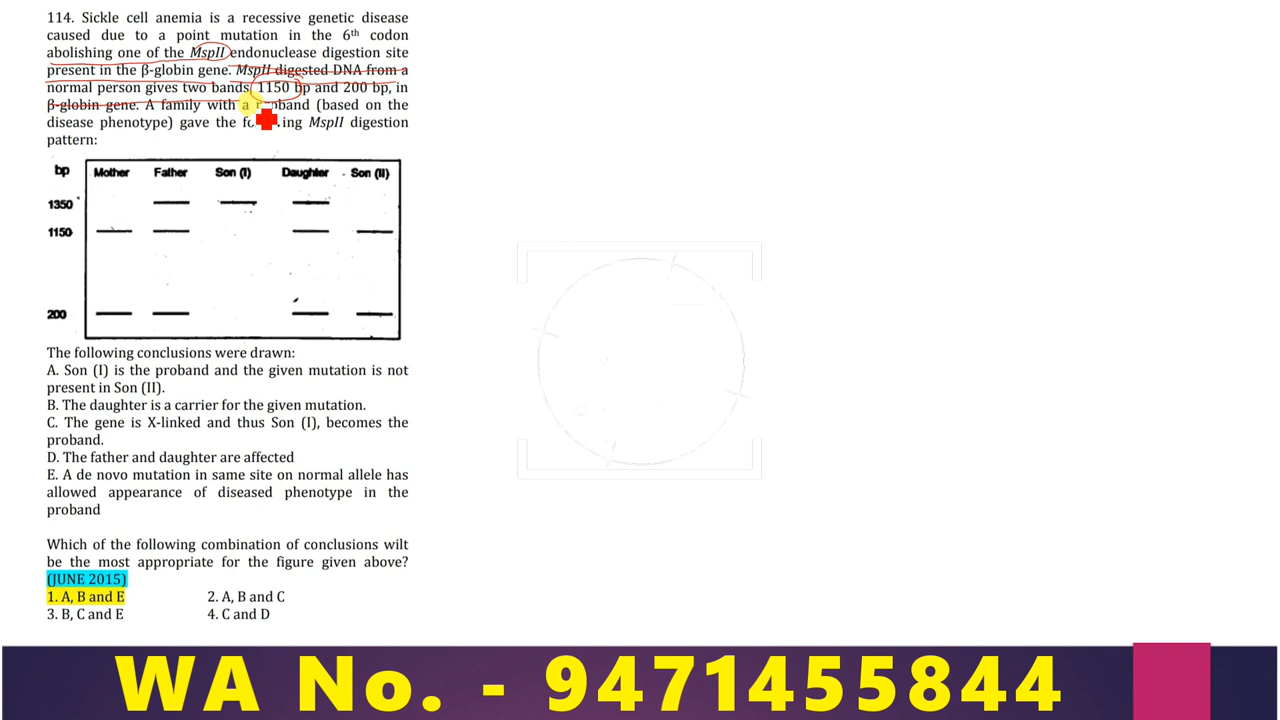 114. Sickle cell anemia is a recessive genetic disease
caused due to a point mutation in the 6th codon
abolishing one of the MspII endonuclease digestion site
present in the β-globin gene. MspII digested DNA from a
normal person gives two bands, 1150 bp and 200 bp, in
β-globin gene. A family with a proband (based on the
disease phenotype) gave the ing MspII digestion
pattern:
bp Mother Father Son (I) Daughter Son (II)
1350
1150
200
The following conclusions were drawn:
A. Son (I) is the proband and the given mutation is not
present in Son (II).
B. The daughter is a carrier for the given mutation.
C. The gene is X-linked and thus Son (I), becomes the
proband.
D. The father and daughter are affected
E. A de novo mutation in same site on normal allele has
allowed appearance of diseased phenotype in the
proband
Which of the following combination of conclusions wilt
be the most appropriate for the figure given above?
(JUNE 2015)
1. A, B and E 2. A, B and C
3. B, C and E 4. C and D
WA No. - 9471455844